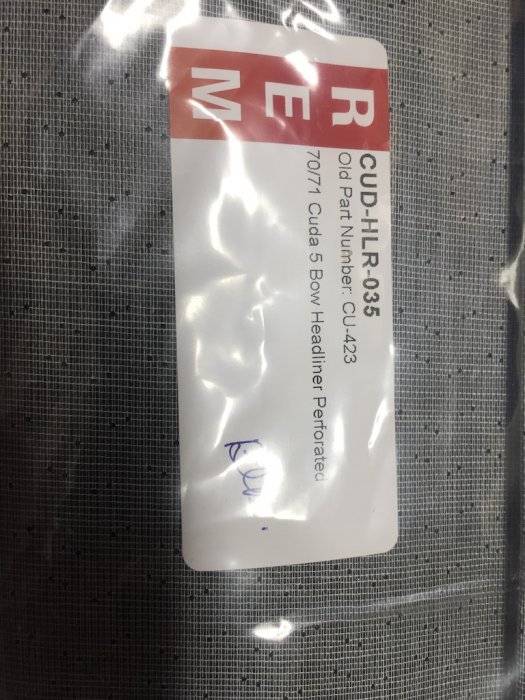 R
E
M
CUD-HLR-035
Old Part Number: CU-423
70/71 Cuda 5 Bow Headliner Perforated